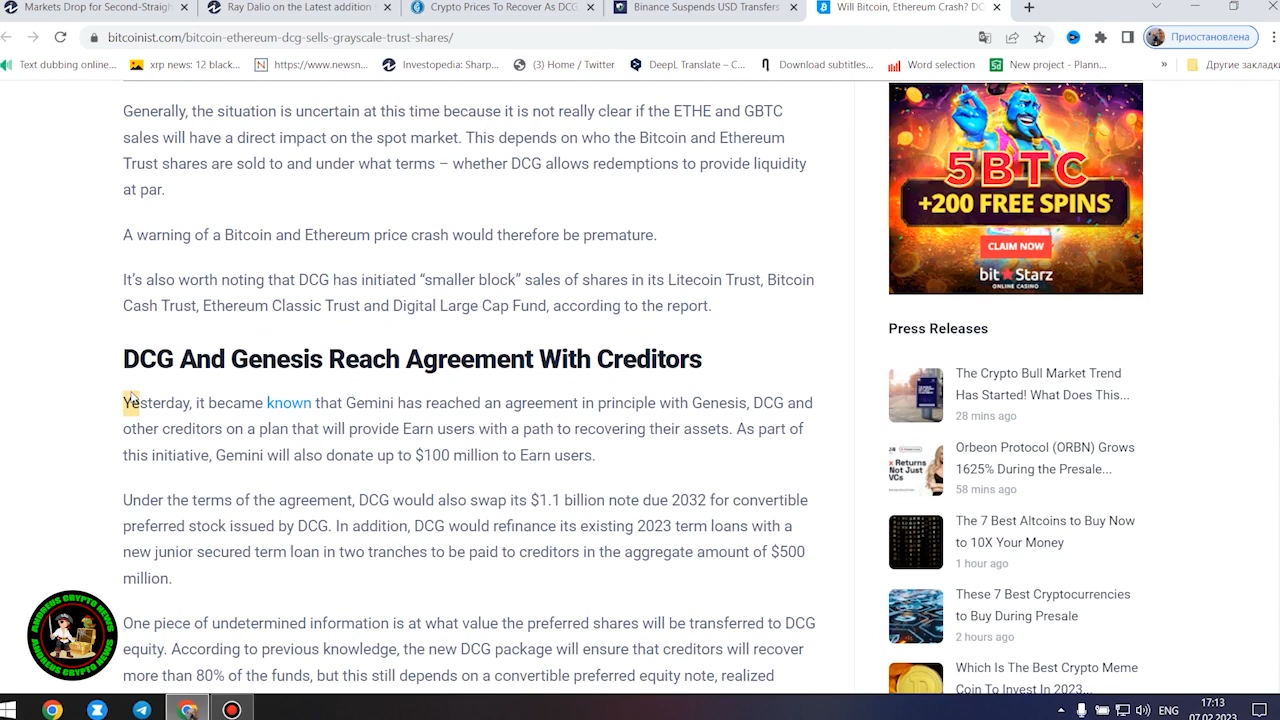 Markets Drop for Second-Straigh
Ray Dalio on the Latest addition
Crypto Prices To Recover As DCG
Binance Suspends USD Transfers
Will Bitcoin, Ethereum Crash? DC
bitcoinist.com/bitcoin-ethereum-dcg-sells-grayscale-trust-shares/
Приостановлена
Text dubbing online...
xrp news: 12 black...
https://www.newsn...
Investopedia: Sharp...
(3) Home / Twitter
DeepL Translate – C...
Download subtitles...
Word selection
New project - Plann...
»
Другие закладки
Generally, the situation is uncertain at this time because it is not really clear if the ETHE and GBTC
sales will have a direct impact on the spot market. This depends on who the Bitcoin and Ethereum
Trust shares are sold to and under what terms – whether DCG allows redemptions to provide liquidity
at par.
A warning of a Bitcoin and Ethereum price crash would therefore be premature.
It's also worth noting that DCG has initiated “smaller block” sales of shares in its Litecoin Trust, Bitcoin
Cash Trust, Ethereum Classic Trust and Digital Large Cap Fund, according to the report.
DCG And Genesis Reach Agreement With Creditors
Yesterday, it became known that Gemini has reached an agreement in principle with Genesis, DCG and
other creditors on a plan that will provide Earn users with a path to recovering their assets. As part of
this initiative, Gemini will also donate up to $100 million to Earn users.
Under the terms of the agreement, DCG would also swap its $1.1 billion note due 2032 for convertible
preferred stock issued by DCG. In addition, DCG would refinance its existing 2023 term loans with a
new junior secured term loan in two tranches to be paid to creditors in the aggregate amount of $500
million.
One piece of undetermined information is at what value the preferred shares will be transferred to DCG
equity. According to previous knowledge, the new DCG package will ensure that creditors will recover
more than 80% of the funds, but this still depends on a convertible preferred equity note, realized
5BTC
+200 FREE SPINS
CLAIM NOW
bit★Starz
ONLINE CASINO
Press Releases
The Crypto Bull Market Trend
Has Started! What Does This...
28 mins ago
Returns
Not Just
VCs
Orbeon Protocol (ORBN) Grows
1625% During the Presale...
58 mins ago
The 7 Best Altcoins to Buy Now
to 10X Your Money
1 hour ago
These 7 Best Cryptocurrencies
to Buy During Presale
2 hours ago
Which Is The Best Crypto Meme
Coin To Invest In 2023...
ANDREUS CRYPTO NEWS
ANDREUS CRYPTO NEWS
ENG
17:13
07.02.2023